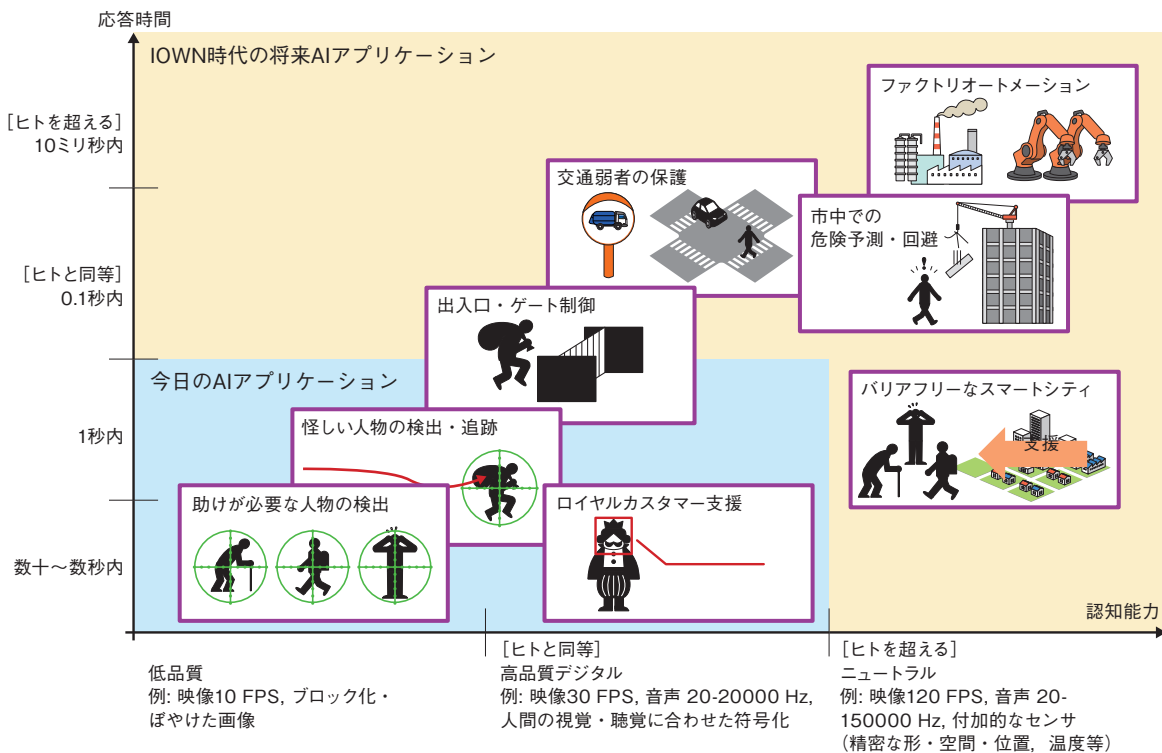 応答時間
IOWN時代の将来AIアプリケーション
ファクトリオートメーション
[ヒトを超える]
10ミリ秒内
交通弱者の保護
市中での
危険予測・回避
[ヒトと同等]
0.1秒内
出入口・ゲート制御
今日のAIアプリケーション
バリアフリーなスマートシティ
支援
怪しい人物の検出・追跡
1秒内
助けが必要な人物の検出
ロイヤルカスタマー支援
数十〜数秒内
認知能力
低品質
例: 映像10 FPS, ブロック化・
ぼやけた画像
[ヒトと同等]
高品質デジタル
例: 映像30 FPS, 音声 20-20000 Hz,
人間の視覚・聴覚に合わせた符号化
[ヒトを超える]
ニュートラル
例: 映像120 FPS, 音声 20-
150000 Hz, 付加的なセンサ
(精密な形・空間・位置，温度等)